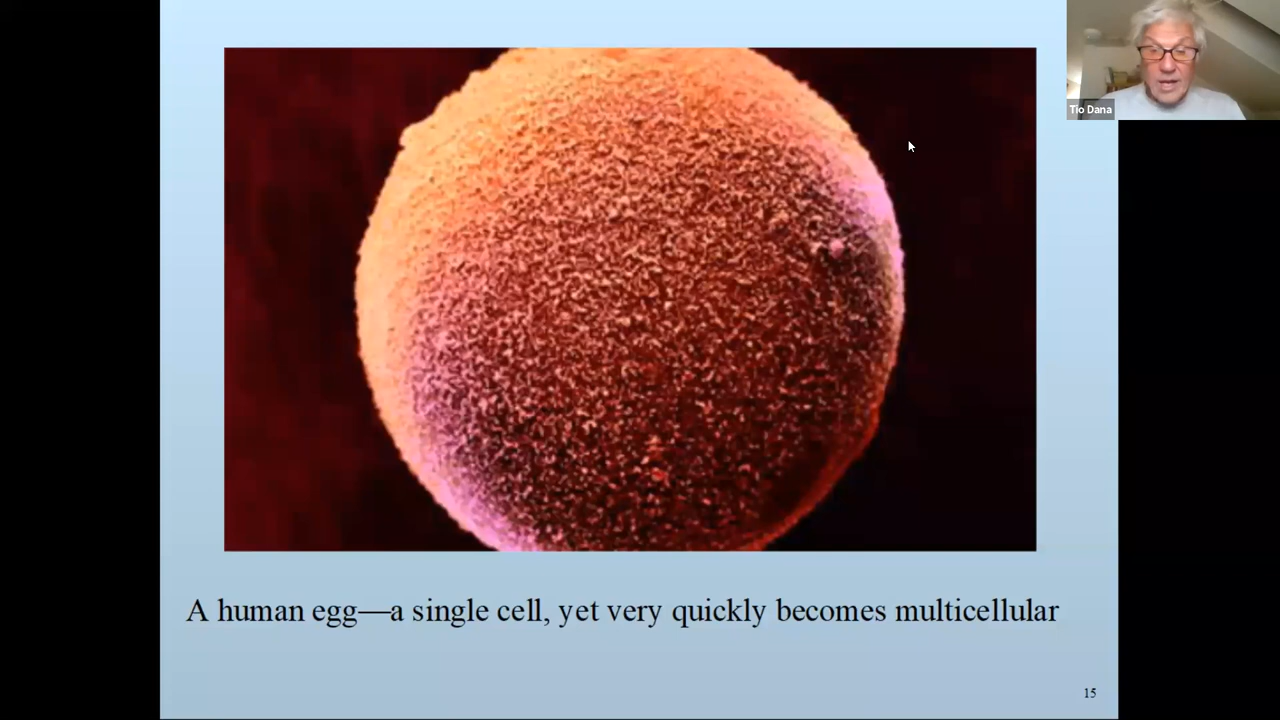 Tio Dana
A human egg—a single cell, yet very quickly becomes multicellular
15